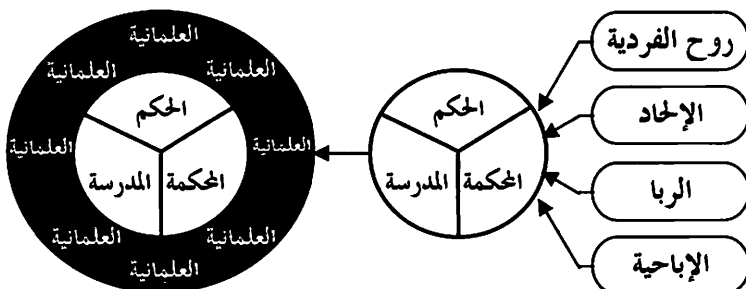 روح الفردية
الإلحاد
الربا
الإباحية
الحكم
المحكمة
المدرسة
العلمانية
العلمانية
العلمانية
العلمانية
العلمانية
العلمانية
العلمانية
العلمانية
الحكم
المحكمة
المدرسة